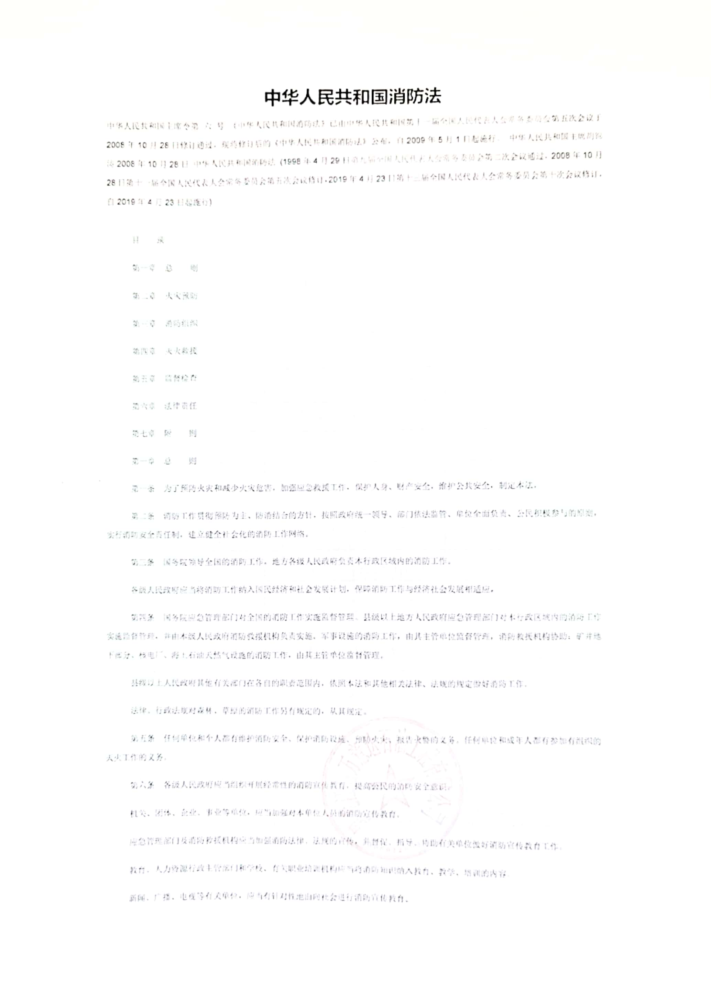 中华人民共和国消防法
中华人民共和国主席令第 六 号 《中华人民共和国消防法》已由中华人民共和国第十一届全国人民代表大会常务委员会第五次会议于
2008 年 10 月 28 日修订通过，现将修订后的《中华人民共和国消防法》公布，自 2009 年 5 月 1 日起施行。 中华人民共和国主席胡锦
涛 2008 年 10 月 28 日 中华人民共和国消防法 (1998 年 4 月 29 日第九届全国人民代表大会常务委员会第二次会议通过，2008 年 10 月
28 日第十一届全国人民代表大会常务委员会第五次会议修订，2019 年 4 月 23 日第十三届全国人民代表大会常务委员会第十次会议修订，
自 2019 年 4 月 23 日起施行)
目 录
第一章 总 则
第二章 火灾预防
第三章 消防组织
第四章 灭火救援
第五章 监督检查
第六章 法律责任
第七章 附 则
第一章 总 则
第一条 为了预防火灾和减少火灾危害，加强应急救援工作，保护人身、财产安全，维护公共安全，制定本法。
第二条 消防工作贯彻预防为主、防消结合的方针，按照政府统一领导、部门依法监管、单位全面负责、公民积极参与的原则，
实行消防安全责任制，建立健全社会化的消防工作网络。
第三条 国务院领导全国的消防工作。地方各级人民政府负责本行政区域内的消防工作。
各级人民政府应当将消防工作纳入国民经济和社会发展计划，保障消防工作与经济社会发展相适应。
第四条 国务院应急管理部门对全国的消防工作实施监督管理。县级以上地方人民政府应急管理部门对本行政区域内的消防工作
实施监督管理，并由本级人民政府消防救援机构负责实施。军事设施的消防工作，由其主管单位监督管理，消防救援机构协助；矿井地
下部分、核电厂、海上石油天然气设施的消防工作，由其主管单位监督管理。
县级以上人民政府其他有关部门在各自的职责范围内，依照本法和其他相关法律、法规的规定做好消防工作。
法律、行政法规对森林、草原的消防工作另有规定的，从其规定。
第五条 任何单位和个人都有维护消防安全、保护消防设施、预防火灾、报告火警的义务。任何单位和成年人都有参加有组织的
灭火工作的义务。
第六条 各级人民政府应当组织开展经常性的消防宣传教育，提高公民的消防安全意识。
机关、团体、企业、事业等单位，应当加强对本单位人员的消防宣传教育。
应急管理部门及消防救援机构应当加强消防法律、法规的宣传，并督促、指导、协助有关单位做好消防宣传教育工作。
教育、人力资源行政主管部门和学校、有关职业培训机构应当将消防知识纳入教育、教学、培训的内容。
新闻、广播、电视等有关单位，应当有针对性地面向社会进行消防宣传教育。